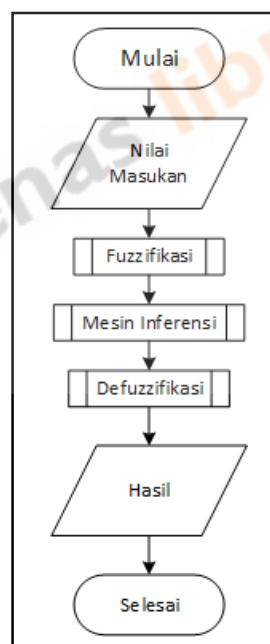 Mulai
Nilai
Masukan
Fuzzifikasi
Mesin Inferensi
Defuzzifikasi
Hasil
Selesai